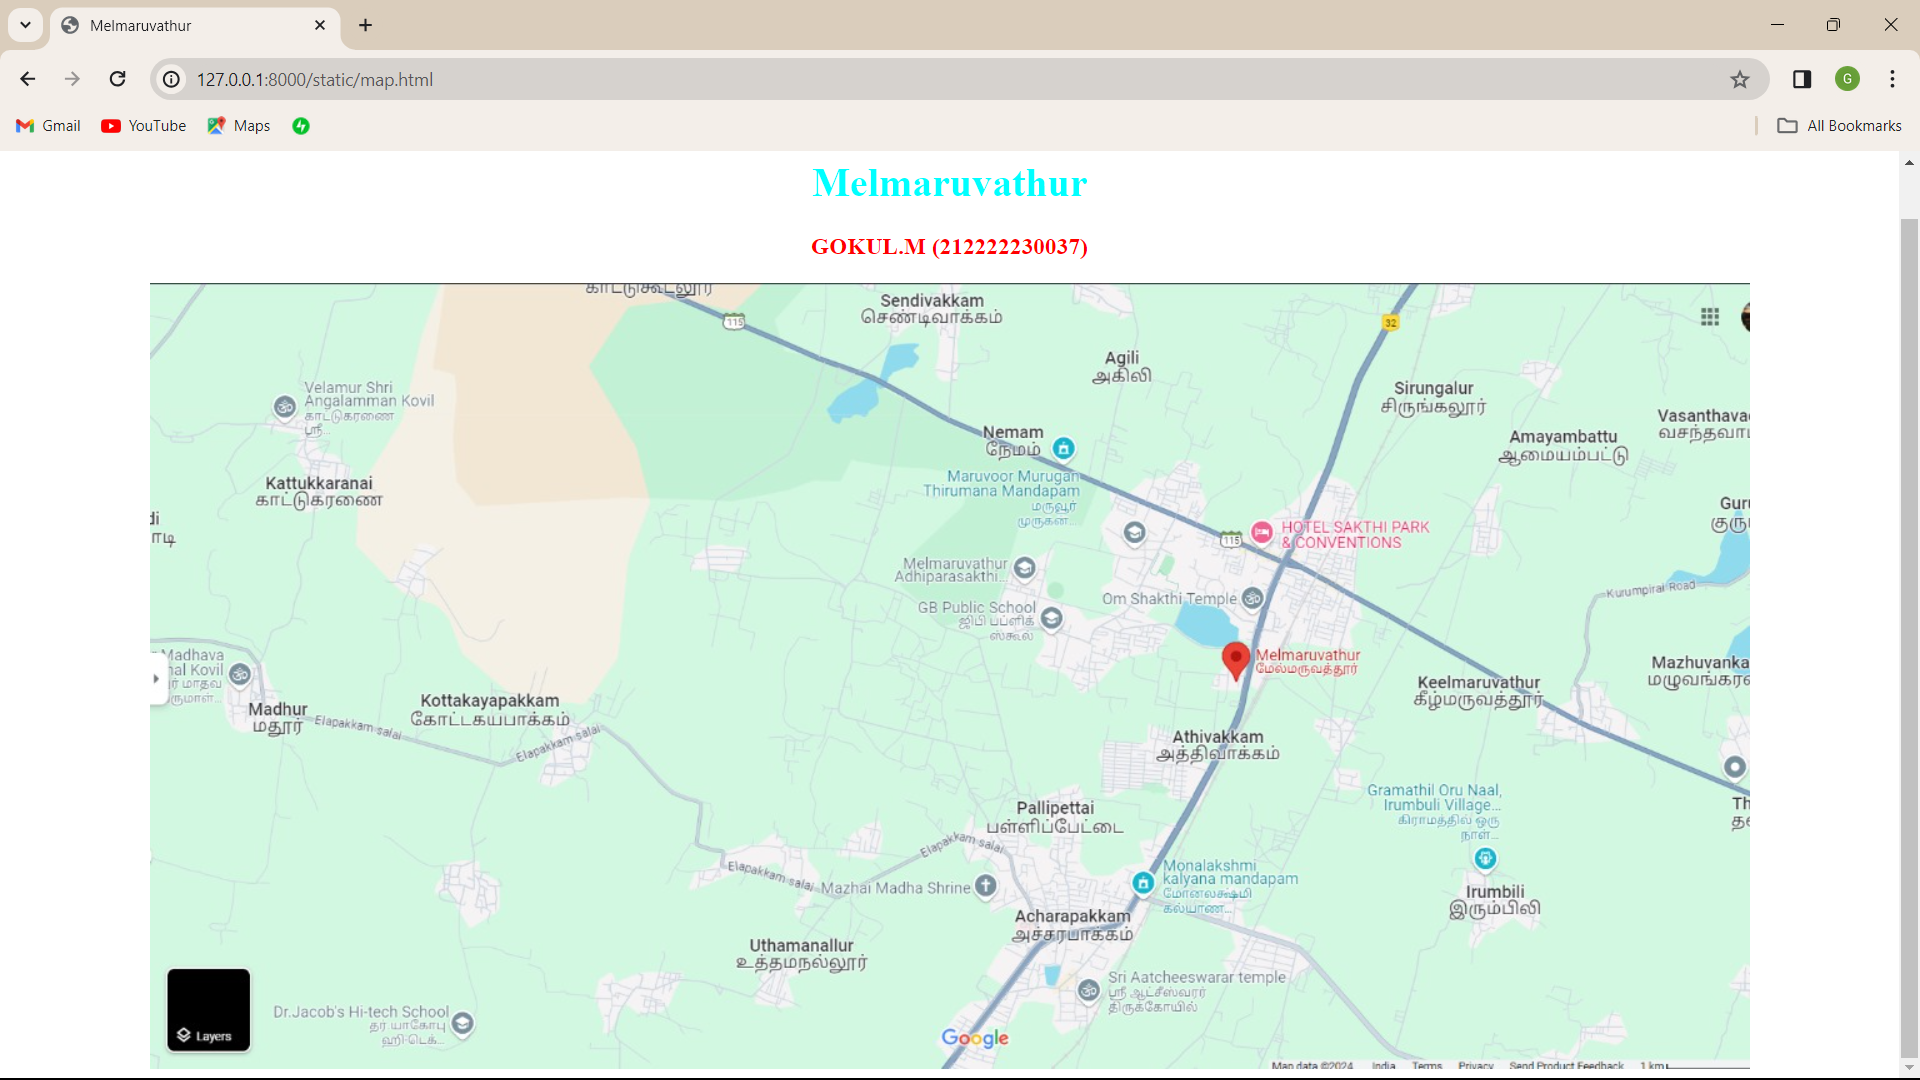 Melmaruvathur
127.0.0.1:8000/static/map.html
G
Gmail
YouTube
Maps
All Bookmarks
Melmaruvathur
GOKUL.M (212222230037)
காட்டுகூடலூர்
Sendivakkam
செண்டிவாக்கம்
115
32
Agili
அகிலி
Velamur Shri
Angalamman Kovil
காட்டுகரணை
ஸ்ரீ...
Sirungalur
சிருங்கலூர்
Vasanthava
வசந்தவா
Nemam
நேமம்
Amayambattu
ஆமையம்பட்டு
Maruvoor Murugan
Thirumana Mandapam
மருவூர்
முருகன்...
Kattukkaranai
காட்டுகரணை
Guru
குரு
di
ாடி
HOTEL SAKTHI PARK
& CONVENTIONS
115
Melmaruvathur
Adhiparasakthi...
Kurumpirai Road
Om Shakthi Temple
GB Public School
ஜிபி பப்ளிக்
ஸ்கூல்
Madhava
nal Kovil
ர் மாதவ
ருமாள்...
Melmaruvathur
மேல்மருவத்தூர்
Mazhuvanka
மழுவங்கர
Keelmaruvathur
கீழ்மருவத்தூர்
Kottakayapakkam
கோட்டகயபாக்கம்
Madhur
மதூர்
Elapakkam salai
Elapakkam salai
Athivakkam
அத்திவாக்கம்
Gramathil Oru Naal,
Irumbuli Village...
கிராமத்தில் ஒரு
நாள்...
Th
Pallipettai
பள்ளிப்பேட்டை
Elapakkam salai
Elapakkam salai
Mazhai Madha Shrine
Monalakshmi
kalyana mandapam
மோனலக்ஷ்மி
கல்யாண...
Irumbili
இரும்பிலி
Acharapakkam
அச்சரபாக்கம்
Uthamanallur
உத்தமநல்லூர்
Sri Aatcheeswarar temple
ஸ்ரீ ஆட்சீஸ்வரர்
திருக்கோயில்
Dr.Jacob's Hi-tech School
தர் யாகோபு
ஹி-டெக்...
Layers
Google
Map data ©2024
India
Terms
Privacy
Send Product Feedback
1 km